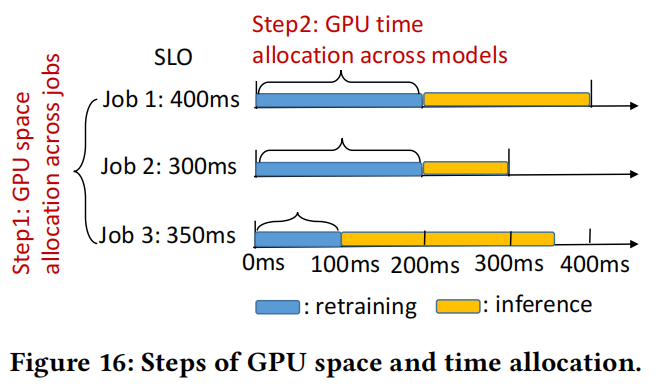 Step2: GPU time
allocation across models
SLO
Step1: GPU space
allocation across jobs
Job 1: 400ms
Job 2: 300ms
Job 3: 350ms
0ms 100ms 200ms 300ms 400ms
: retraining : inference
Figure 16: Steps of GPU space and time allocation.